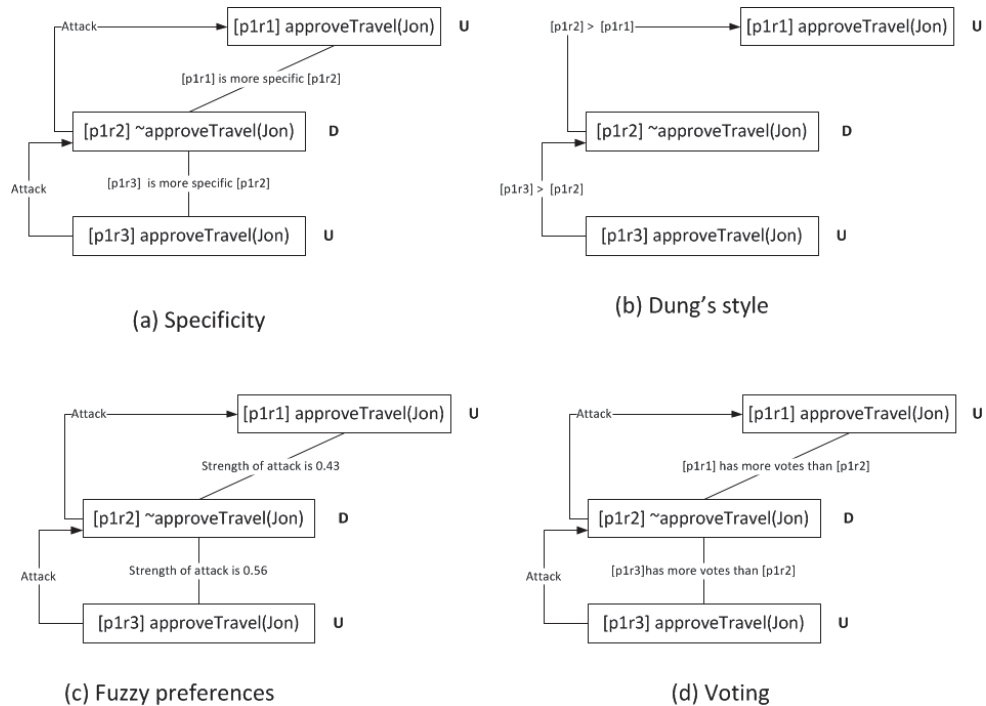 Attack
[p1r1] approveTravel(Jon) U
[p1r1] is more specific [p1r2]
[p1r2] ~approveTravel(Jon) D
Attack
[p1r3]  is more specific [p1r2]
[p1r3] approveTravel(Jon) U
(a) Specificity
[p1r2] > [p1r1]
[p1r1] approveTravel(Jon) U
[p1r2] ~approveTravel(Jon) D
[p1r3] > [p1r2]
[p1r3] approveTravel(Jon) U
(b) Dung's style
Attack
[p1r1] approveTravel(Jon) U
Strength of attack is 0.43
[p1r2] ~approveTravel(Jon) D
Attack
Strength of attack is 0.56
[p1r3] approveTravel(Jon) U
(c) Fuzzy preferences
Attack
[p1r1] approveTravel(Jon) U
[p1r1] has more votes than [p1r2]
[p1r2] ~approveTravel(Jon) D
Attack
[p1r3]has more votes than [p1r2]
[p1r3] approveTravel(Jon) U
(d) Voting